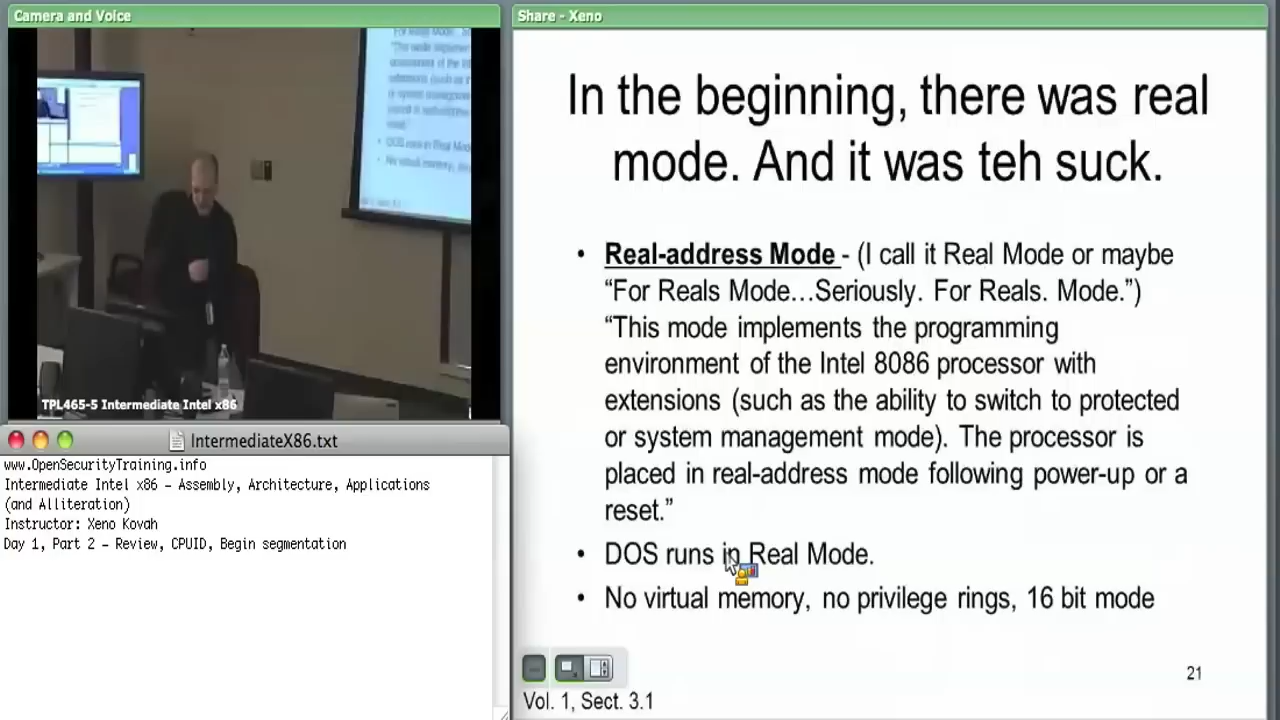 Camera and Voice
TPL465-5 Intermediate Intel x86
IntermediateX86.txt
www.OpenSecurityTraining.info
Intermediate Intel x86 – Assembly, Architecture, Applications
(and Alliteration)
Instructor: Xeno Kovah
Day 1, Part 2 – Review, CPUID, Begin segmentation
Share - Xeno
In the beginning, there was real
mode. And it was teh suck.
• Real-address Mode - (I call it Real Mode or maybe
“For Reals Mode…Seriously. For Reals. Mode.”)
“This mode implements the programming
environment of the Intel 8086 processor with
extensions (such as the ability to switch to protected
or system management mode). The processor is
placed in real-address mode following power-up or a
reset.”
• DOS runs in Real Mode.
• No virtual memory, no privilege rings, 16 bit mode
21
Vol. 1, Sect. 3.1